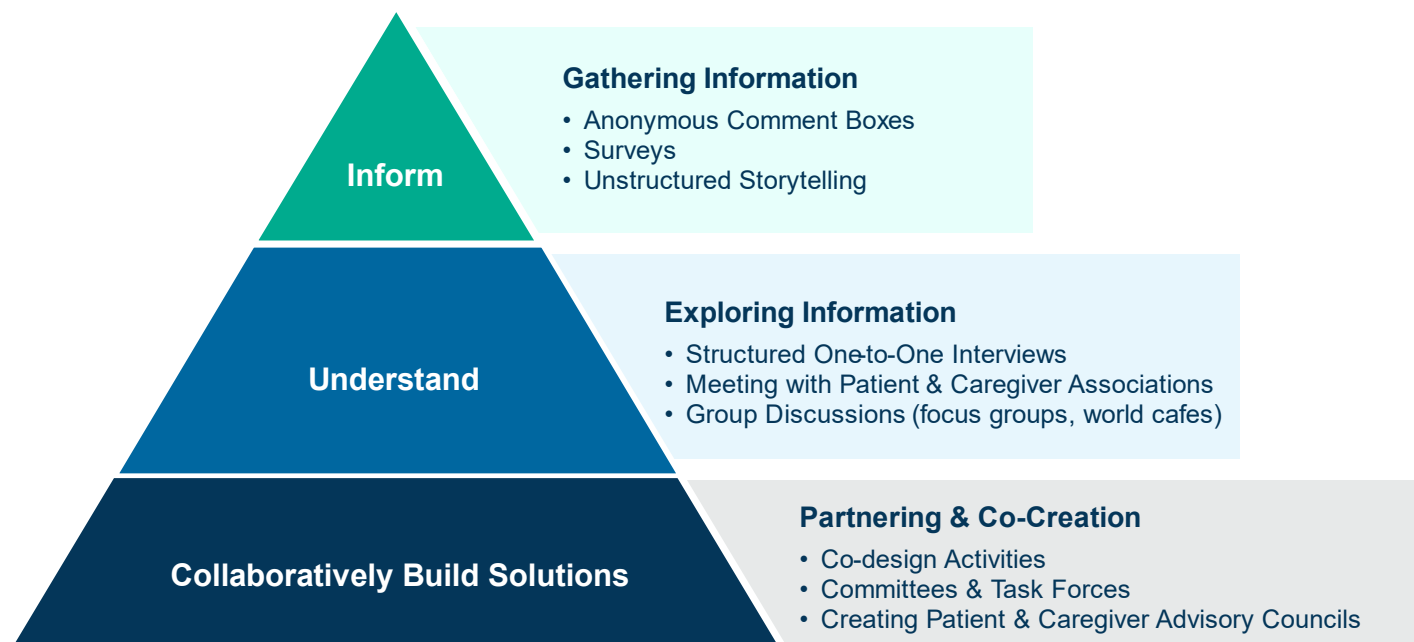 Inform
Gathering Information
• Anonymous Comment Boxes
• Surveys
• Unstructured Storytelling
Understand
Exploring Information
• Structured One-to-One Interviews
• Meeting with Patient & Caregiver Associations
• Group Discussions (focus groups, world cafes)
Collaboratively Build Solutions
Partnering & Co-Creation
• Co-design Activities
• Committees & Task Forces
• Creating Patient & Caregiver Advisory Councils